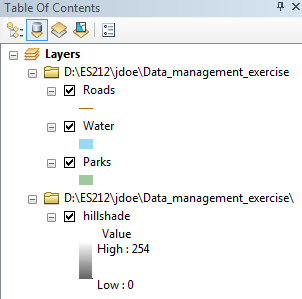 Table Of Contents
Layers
D:\ES212\jdoe\Data_management_exercise
Roads
Water
Parks
D:\ES212\jdoe\Data_management_exercise\
hillshade
Value
High : 254
Low : 0